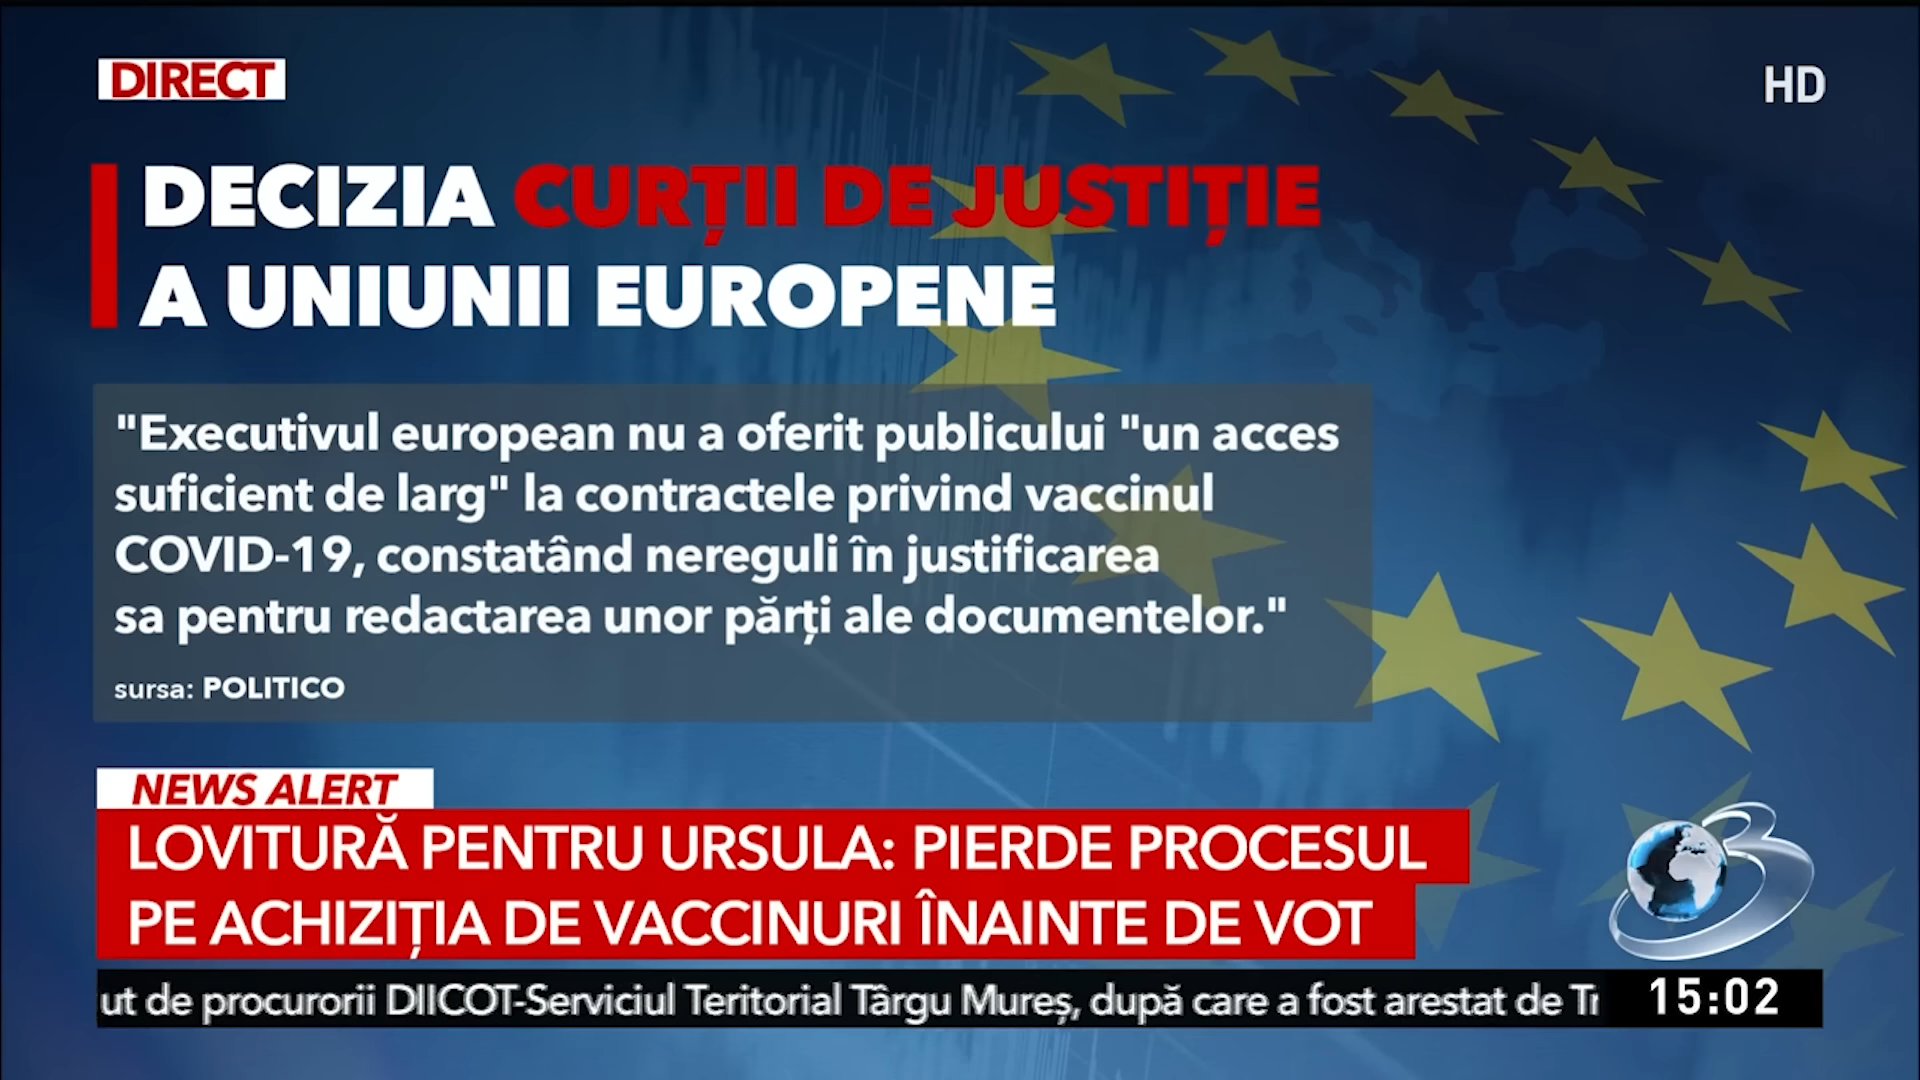 DIRECT
HD
DECIZIA CURȚII DE JUSTIȚIE
A UNIUNII EUROPENE
"Executivul european nu a oferit publicului "un acces
suficient de larg" la contractele privind vaccinul
COVID-19, constatând nereguli în justificarea
sa pentru redactarea unor părți ale documentelor."
sursa: POLITICO
NEWS ALERT
LOVITURĂ PENTRU URSULA: PIERDE PROCESUL
PE ACHIZIȚIA DE VACCINURI ÎNAINTE DE VOT
3
ut de procurorii DIICOT-Serviciul Teritorial Târgu Mureș, după care a fost arestat de Tr
15:02